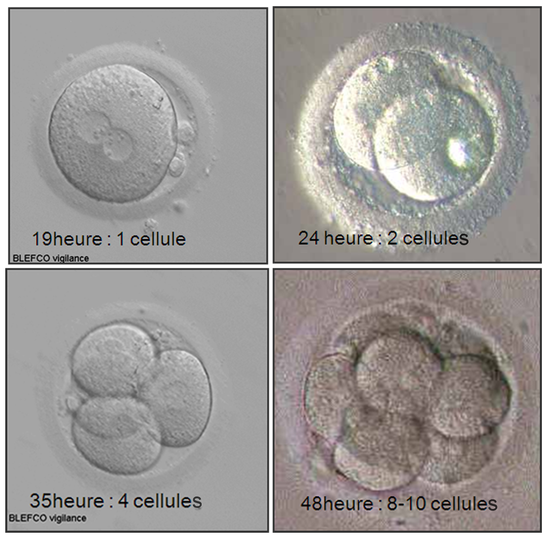 19heure : 1 cellule
BLEFCO vigilance
24 heure : 2 cellules
35heure : 4 cellules
BLEFCO vigilance
48heure : 8-10 cellules